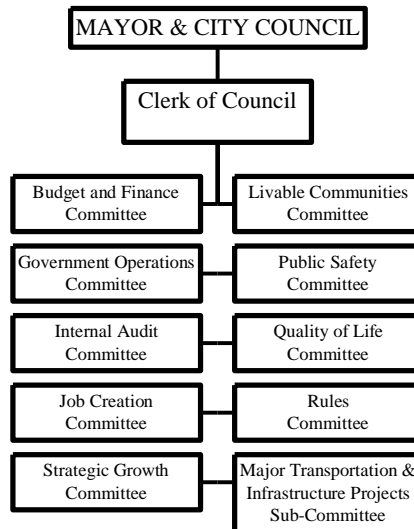 MAYOR & CITY COUNCIL
Clerk of Council
Budget and Finance
Committee
Livable Communities
Committee
Government Operations
Committee
Public Safety
Committee
Internal Audit
Committee
Quality of Life
Committee
Job Creation
Committee
Rules
Committee
Strategic Growth
Committee
Major Transportation &
Infrastructure Projects
Sub-Committee